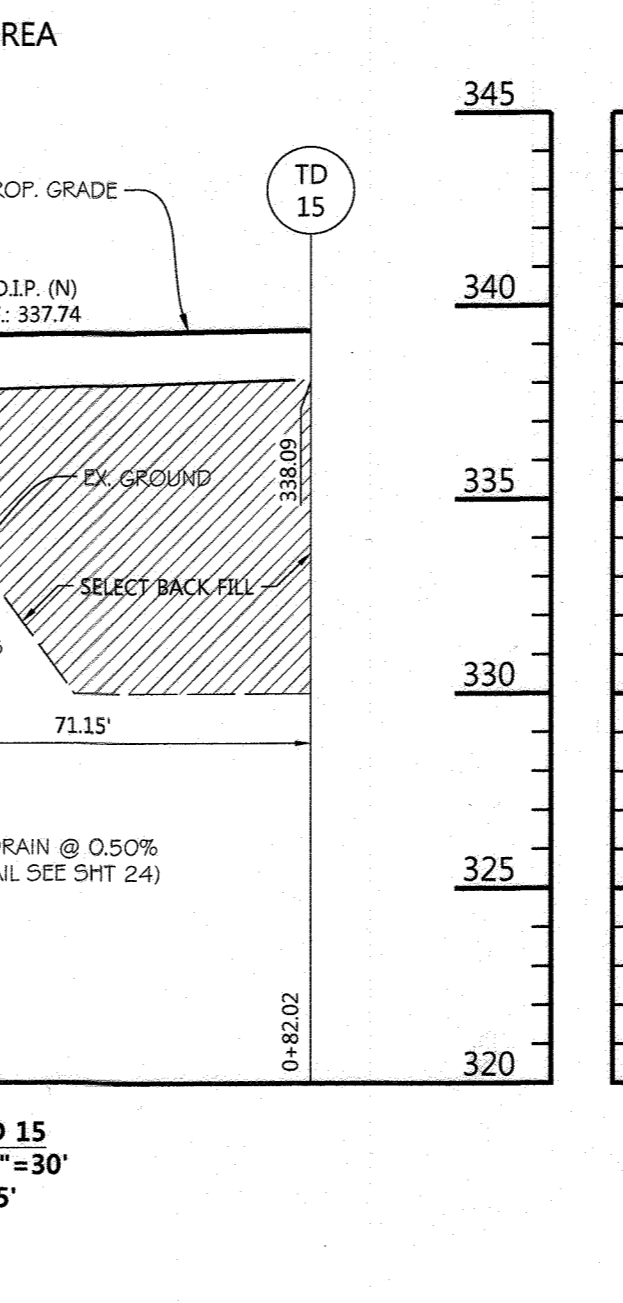 REA
345
TD
15
ROP. GRADE
340
D.I.P. (N)
.: 337.74
338.09
335
EX. GROUND
SELECT BACK FILL
330
71.15'
RAIN @ 0.50%
AIL SEE SHT 24)
325
0+82.02
320
15
"=30'
5'